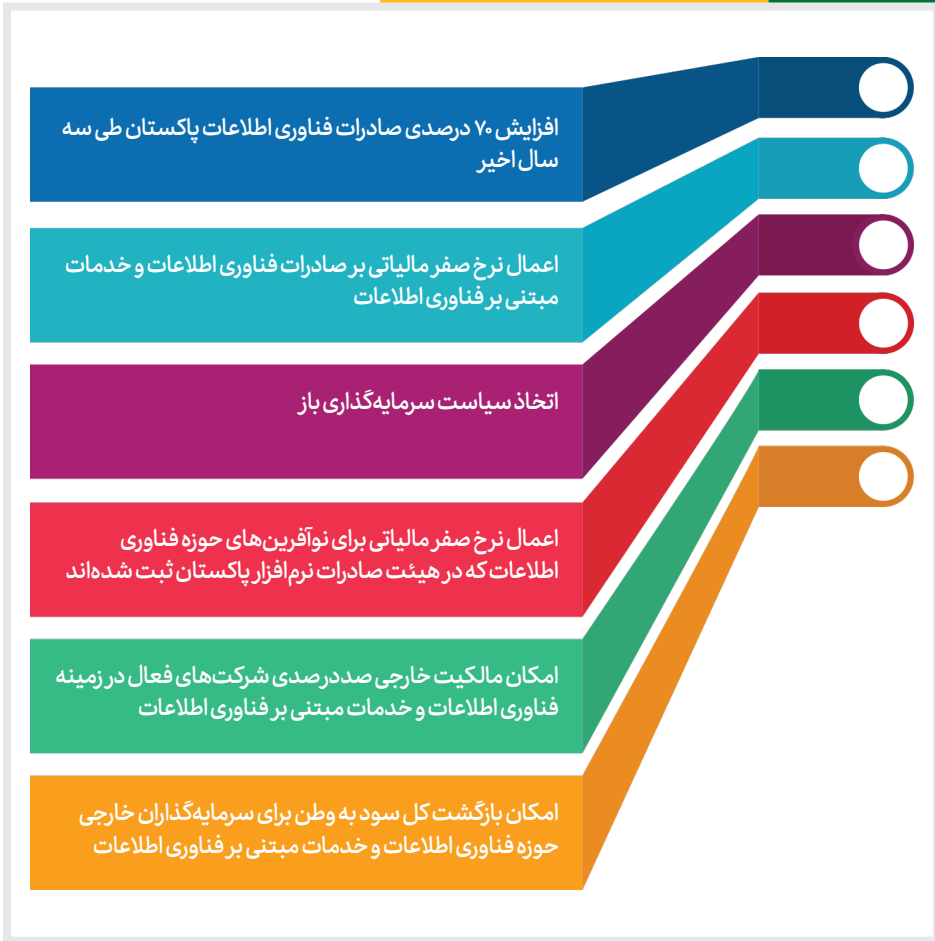 افزایش ۷۰ درصدی صادرات فناوری اطلاعات پاکستان طی سه
سال اخیر
اعمال نرخ صفر مالیاتی بر صادرات فناوری اطلاعات و خدمات
مبتنی بر فناوری اطلاعات
اتخاذ سیاست سرمایه‌گذاری باز
اعمال نرخ صفر مالیاتی برای نوآفرین‌های حوزه فناوری
اطلاعات که در هیئت صادرات نرم‌افزار پاکستان ثبت شده‌اند
امکان مالکیت خارجی صددرصدی شرکت‌های فعال در زمینه
فناوری اطلاعات و خدمات مبتنی بر فناوری اطلاعات
امکان بازگشت کل سود به وطن برای سرمایه‌گذاران خارجی
حوزه فناوری اطلاعات و خدمات مبتنی بر فناوری اطلاعات